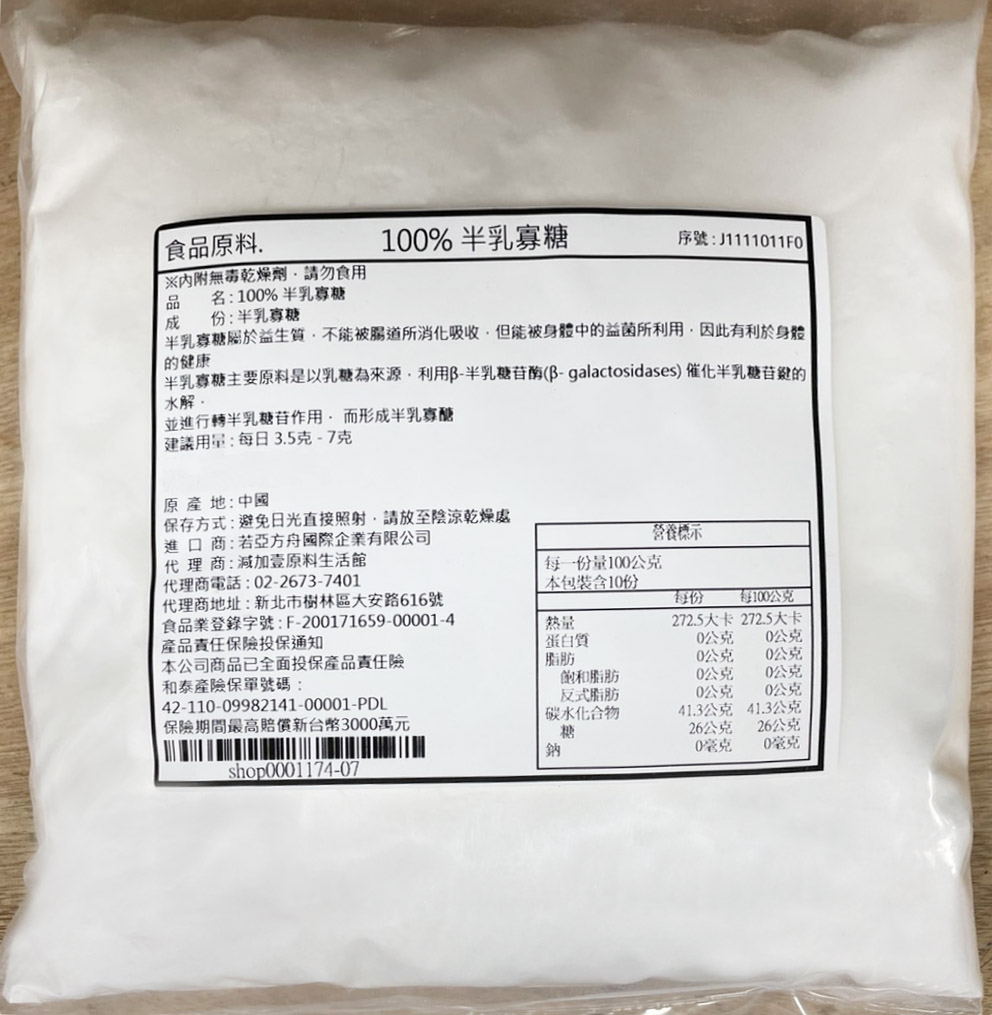 食品原料.
100% 半乳寡糖
序號:J1111011F0
※內附無毒乾燥劑,請勿食用
品 名:100% 半乳寡糖
成 份:半乳寡糖
半乳寡糖屬於益生質,不能被腸道所消化吸收,但能被身體中的益菌所利用,因此有利於身體
的健康
半乳寡糖主要原料是以乳糖為來源,利用β-半乳糖苷酶(β- galactosidases) 催化半乳糖苷鍵的
水解,
並進行轉半乳糖苷作用, 而形成半乳寡醣
建議用量:每日 3.5克 - 7克
原 產 地:中國
保存方式:避免日光直接照射,請放至陰涼乾燥處
進 口 商:若亞方舟國際企業有限公司
代 理 商:減加壹原料生活館
代理商電話:02-2673-7401
代理商地址:新北市樹林區大安路616號
食品業登錄字號:F-200171659-00001-4
產品責任保險投保通知
本公司商品已全面投保產品責任險
和泰產險保單號碼:
42-110-09982141-00001-PDL
保險期間最高賠償新台幣3000萬元
shop0001174-07
營養標示
每一份量100公克
本包裝含10份
每份 每100公克
熱量 272.5大卡 272.5大卡
蛋白質 0公克 0公克
脂肪 0公克 0公克
飽和脂肪 0公克 0公克
反式脂肪 0公克 0公克
碳水化合物 41.3公克 41.3公克
糖 26公克 26公克
鈉 0毫克 0毫克